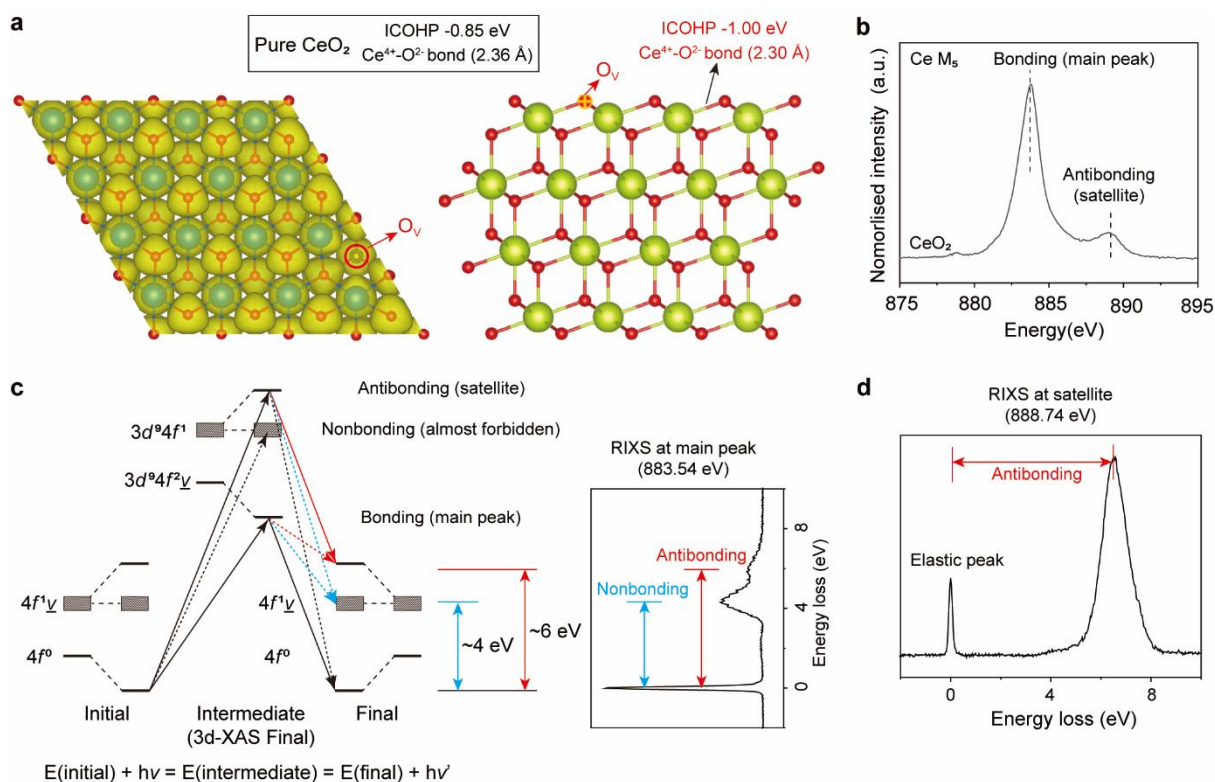 a
Pure CeO₂
ICOHP -0.85 eV
Ce⁴⁺-O²⁻ bond (2.36 Å)
ICOHP -1.00 eV
Ce⁴⁺-O²⁻ bond (2.30 Å)
Oᵥ
Oᵥ
b
Ce M₅
Bonding (main peak)
Antibonding
(satellite)
CeO₂
Nomorlised intensity (a.u.)
875 880 885 890 895
Energy(eV)
c
Antibonding (satellite)
3d⁹4f¹
Nonbonding (almost forbidden)
3d⁹4f²v
Bonding (main peak)
4f¹v
4f¹v
4f⁰
4f⁰
~4 eV
~6 eV
Initial
Intermediate
(3d-XAS Final)
Final
E(initial) + hv = E(intermediate) = E(final) + hv'
RIXS at main peak
(883.54 eV)
Antibonding
Nonbonding
8
4
0
Energy loss (eV)
d
RIXS at satellite
(888.74 eV)
Antibonding
Elastic peak
0 4 8
Energy loss (eV)